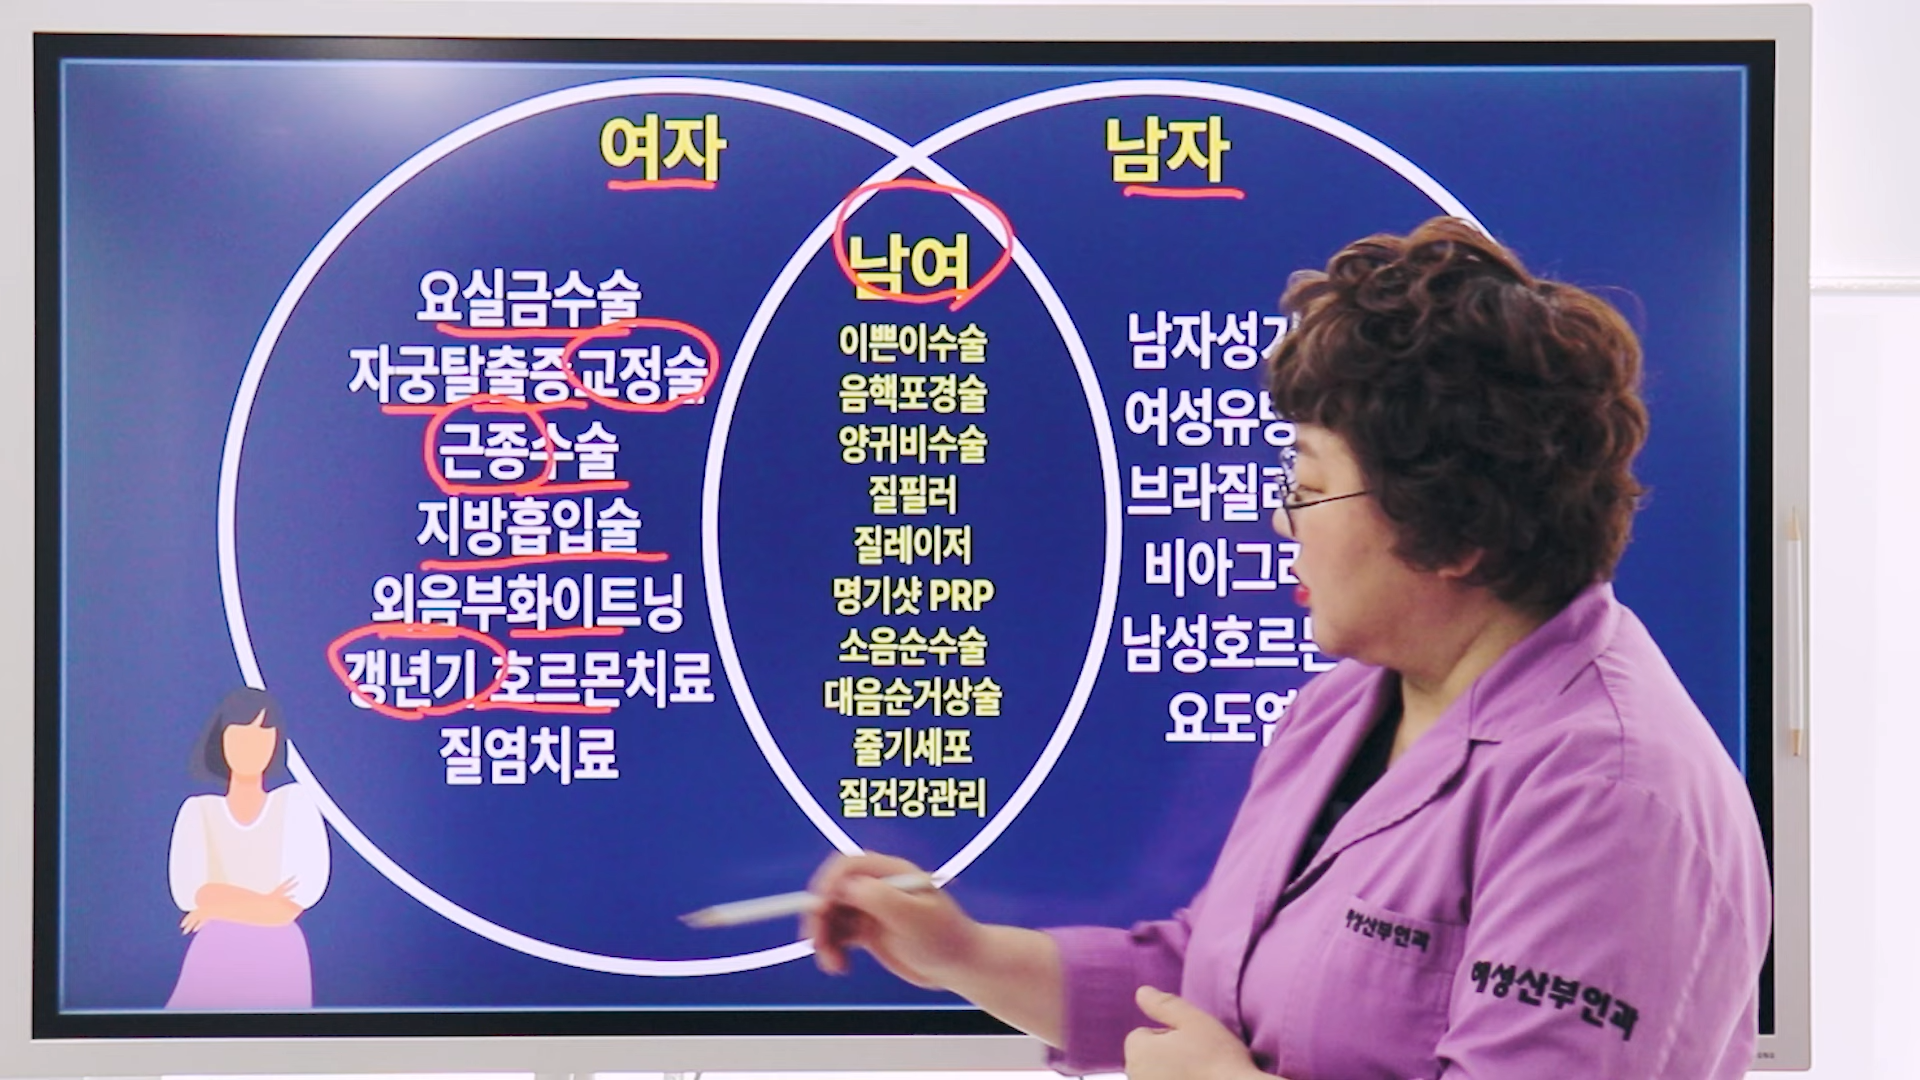 여자
요실금수술
자궁탈출증교정술
근종수술
지방흡입술
외음부화이트닝
갱년기 호르몬치료
질염치료
남여
이쁜이수술
음핵포경술
양귀비수술
질필러
질레이저
명기샷 PRP
소음순수술
대음순거상술
줄기세포
질건강관리
남자
남자성기
여성유방
브라질리
비아그라
남성호르몬
요도염
해성산부인과
해성산부인과